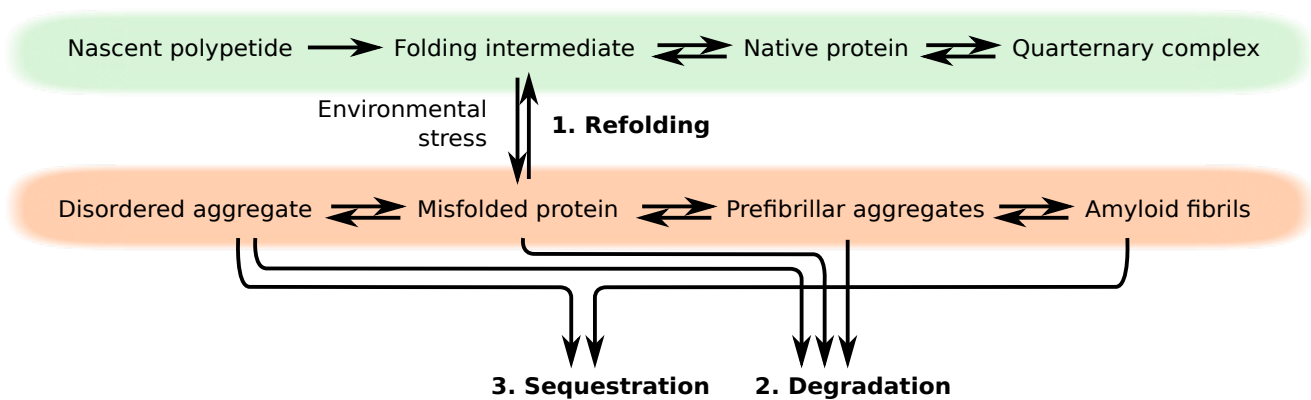 Nascent polypetide Folding intermediate Native protein Quarternary complex
Environmental
stress
1. Refolding
Disordered aggregate Misfolded protein Prefibrillar aggregates Amyloid fibrils
3. Sequestration 2. Degradation